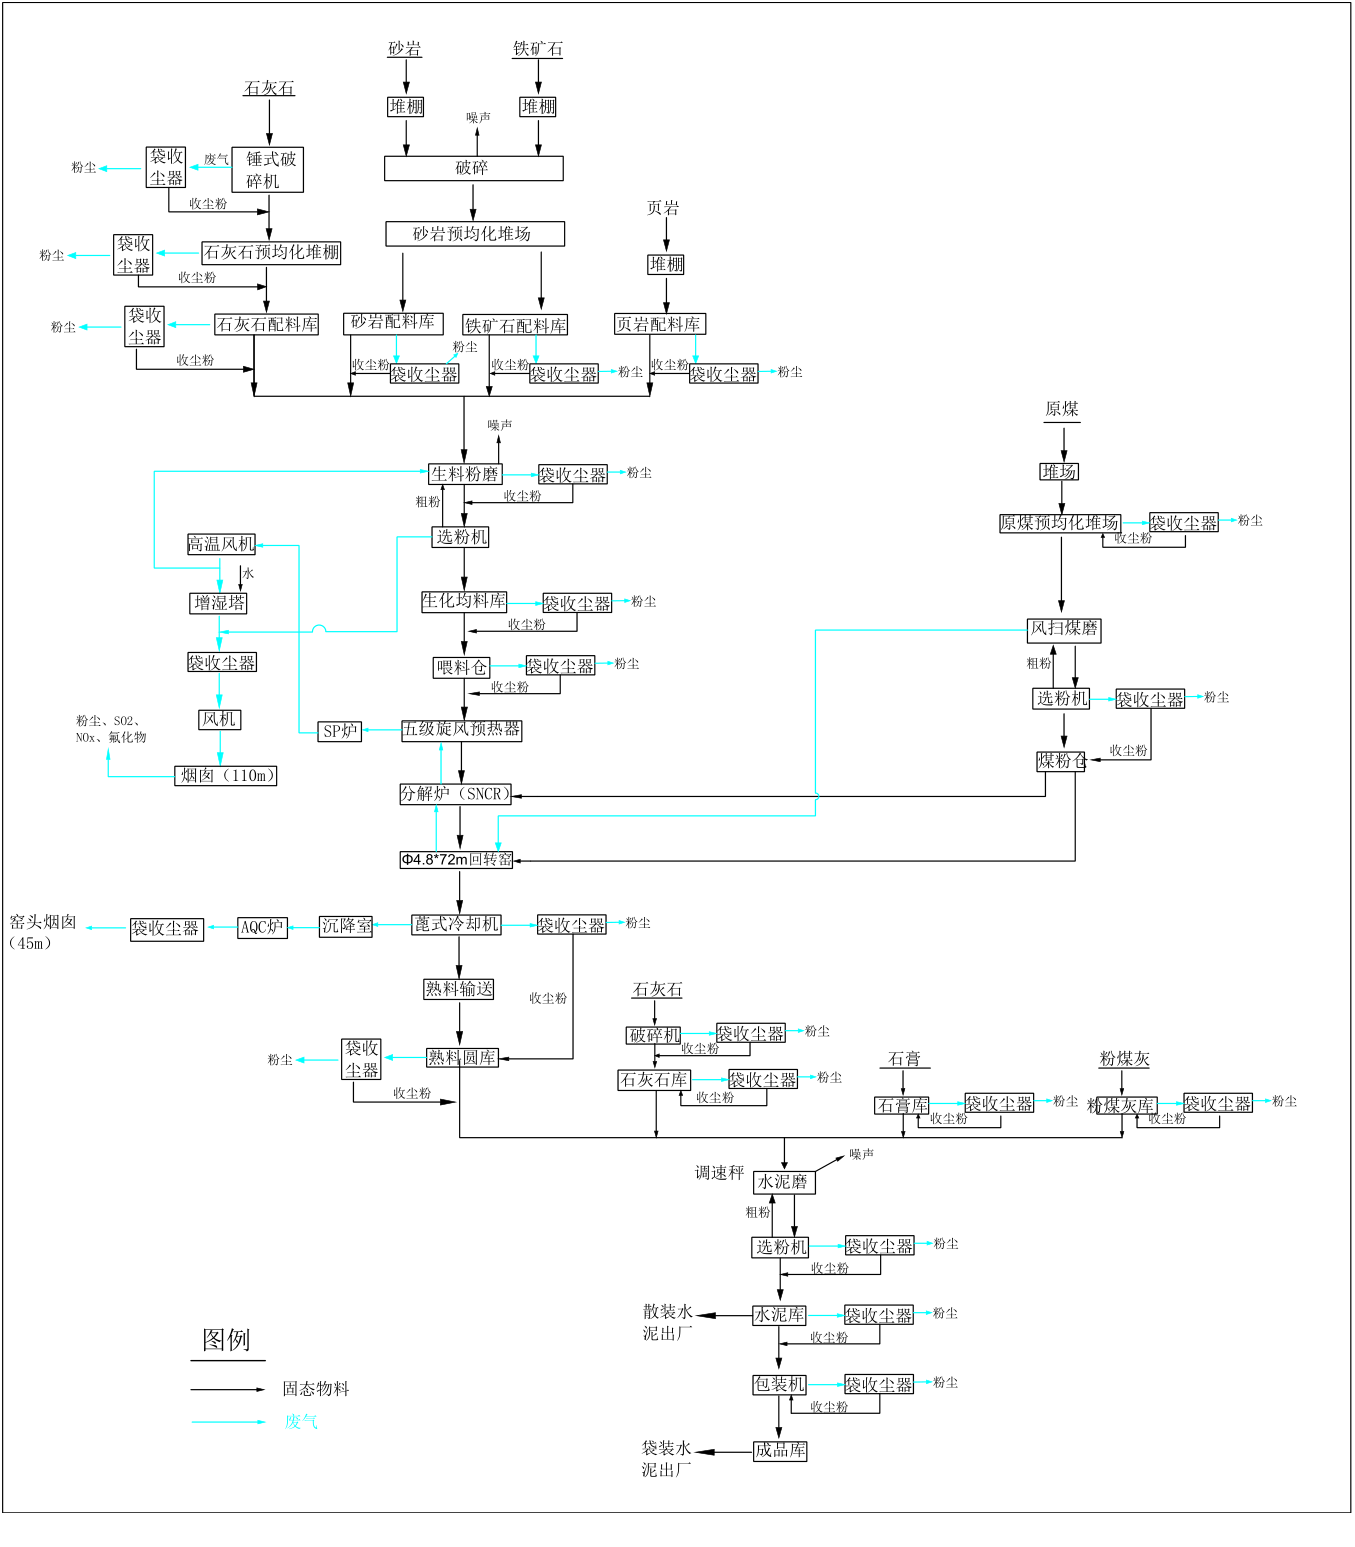 砂岩
铁矿石
石灰石
堆棚
堆棚
噪声
粉尘
袋收
尘器
废气
锤式破
碎机
破碎
收尘粉
页岩
砂岩预均化堆场
粉尘
袋收
尘器
石灰石预均化堆棚
堆棚
收尘粉
粉尘
袋收
尘器
石灰石配料库
砂岩配料库
铁矿石配料库
页岩配料库
粉尘
收尘粉
收尘粉
袋收尘器
收尘粉
袋收尘器
粉尘
收尘粉
袋收尘器
粉尘
原煤
噪声
生料粉磨
袋收尘器
粉尘
堆场
粗粉
收尘粉
原煤预均化堆场
袋收尘器
粉尘
收尘粉
高温风机
选粉机
水
增湿塔
生化均料库
袋收尘器
粉尘
收尘粉
风扫煤磨
袋收尘器
喂料仓
袋收尘器
粉尘
粗粉
收尘粉
选粉机
袋收尘器
粉尘
风机
粉尘、SO2、
NOx、氟化物
SP炉
五级旋风预热器
收尘粉
煤粉仓
烟囱（110m）
分解炉（SNCR）
Φ4.8*72m回转窑
窑头烟囱
（45m）
袋收尘器
AQC炉
沉降室
蓖式冷却机
袋收尘器
粉尘
熟料输送
收尘粉
石灰石
破碎机
袋收尘器
粉尘
收尘粉
粉尘
袋收
尘器
熟料圆库
石膏
粉煤灰
收尘粉
石灰石库
袋收尘器
粉尘
收尘粉
石膏库
袋收尘器
粉尘
收尘粉
粉煤灰库
袋收尘器
粉尘
收尘粉
调速秤
水泥磨
噪声
粗粉
选粉机
袋收尘器
粉尘
收尘粉
散装水
泥出厂
水泥库
袋收尘器
粉尘
收尘粉
图例
包装机
袋收尘器
粉尘
固态物料
收尘粉
废气
袋装水
泥出厂
成品库